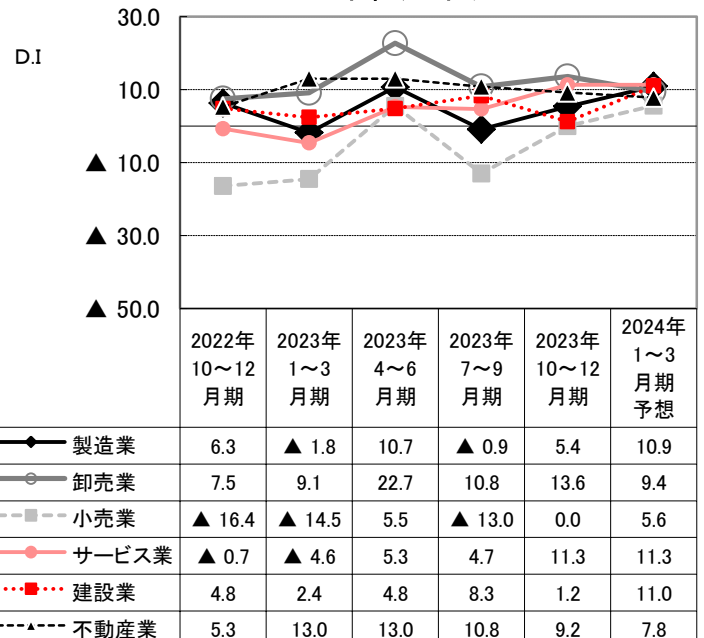 30.0
D.I
10.0
▲ 10.0
▲ 30.0
▲ 50.0
2022年
10～12
月期
2023年
1～3
月期
2023年
4～6
月期
2023年
7～9
月期
2023年
10～12
月期
2024年
1～3
月期
予想
製造業 6.3 ▲ 1.8 10.7 ▲ 0.9 5.4 10.9
卸売業 7.5 9.1 22.7 10.8 13.6 9.4
小売業 ▲ 16.4 ▲ 14.5 5.5 ▲ 13.0 0.0 5.6
サービス業 ▲ 0.7 ▲ 4.6 5.3 4.7 11.3 11.3
建設業 4.8 2.4 4.8 8.3 1.2 11.0
不動産業 5.3 13.0 13.0 10.8 9.2 7.8